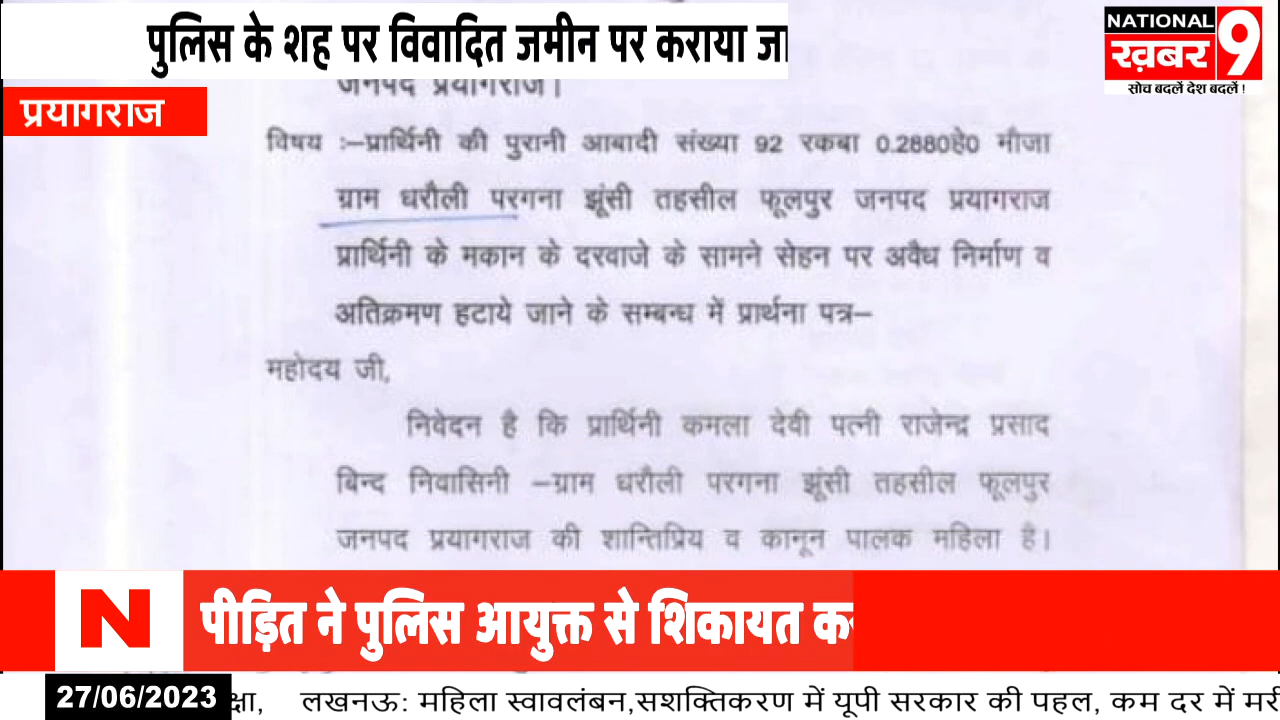 पुलिस के शह पर विवादित जमीन पर कराया जा
NATIONAL
ख़बर 9
सोच बदलें देश बदलें !
जनपद प्रयागराज।
प्रयागराज
विषय :–प्रार्थिनी की पुरानी आबादी संख्या 92 रकबा 0.2880हे0 मौजा
ग्राम धरौली परगना झूंसी तहसील फूलपुर जनपद प्रयागराज
प्रार्थिनी के मकान के दरवाजे के सामने सेहन पर अवैध निर्माण व
अतिक्रमण हटाये जाने के सम्बन्ध में प्रार्थना पत्र–
महोदय जी,
निवेदन है कि प्रार्थिनी कमला देवी पत्नी राजेन्द्र प्रसाद
बिन्द निवासिनी –ग्राम धरौली परगना झूंसी तहसील फूलपुर
जनपद प्रयागराज की शान्तिप्रिय व कानून पालक महिला है।
N पीड़ित ने पुलिस आयुक्त से शिकायत
27/06/2023 क्षा, लखनऊ: महिला स्वावलंबन,सशक्तिकरण में यूपी सरकार की पहल, कम दर में